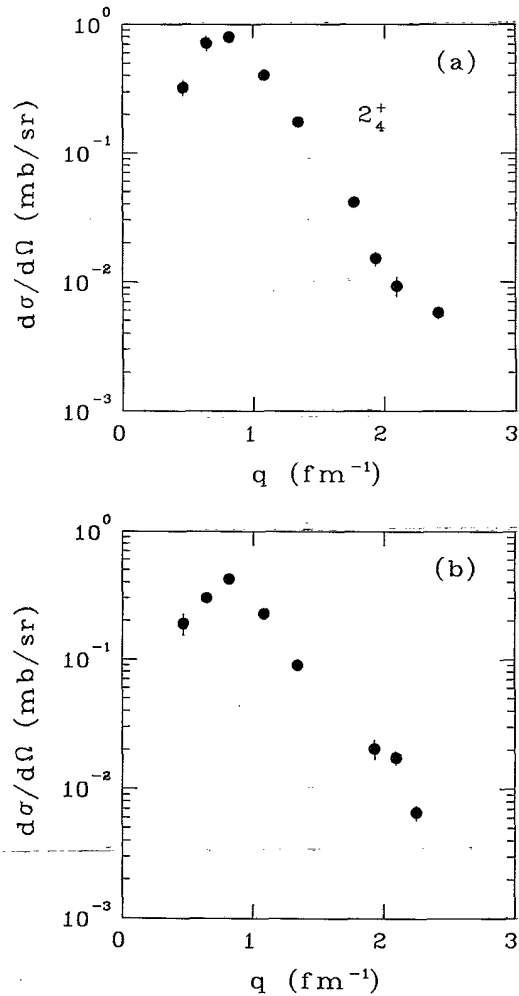 10⁰
(a)
2₄⁺
10⁻¹
dσ/dΩ (mb/sr)
10⁻²
10⁻³
0 1 2 3
q (fm⁻¹)
10⁰
(b)
10⁻¹
dσ/dΩ (mb/sr)
10⁻²
10⁻³
0 1 2 3
q (fm⁻¹)